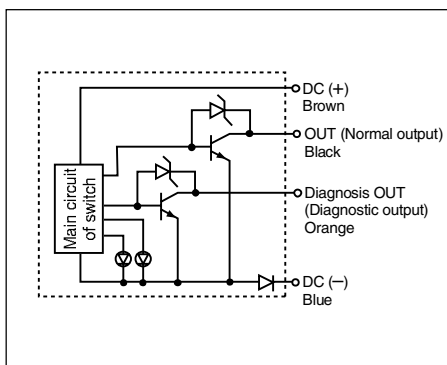 DC (+)
Brown
OUT (Normal output)
Black
Main circuit
of switch
Diagnosis OUT
(Diagnostic output)
Orange
DC (−)
Blue